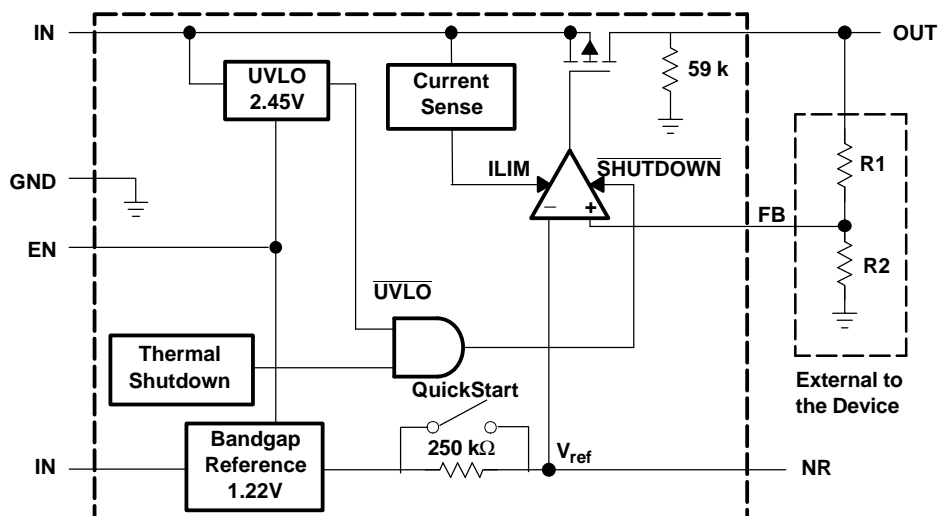 IN
OUT
UVLO
2.45V
Current
Sense
59 k
GND
ILIM
SHUTDOWN
R1
−
+
FB
EN
R2
UVLO
Thermal
Shutdown
QuickStart
External to
the Device
250 kΩ
Bandgap
Reference
1.22V
IN
Vref
NR